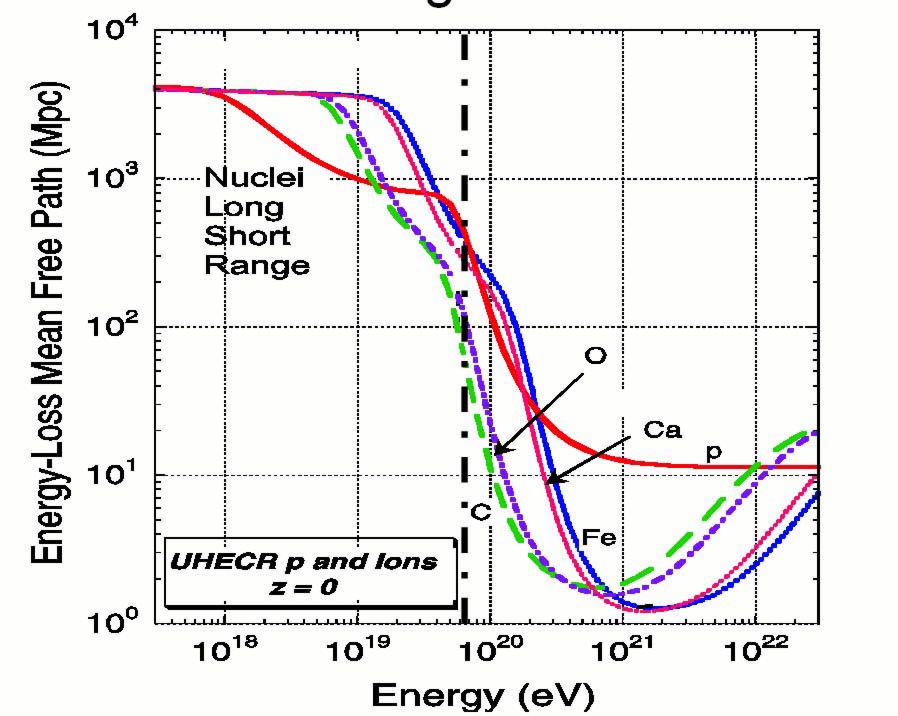 g
10⁴
10³
10²
10¹
10⁰
Energy-Loss Mean Free Path (Mpc)
Nuclei
Long
Short
Range
O
Ca
p
C
Fe
UHECR p and Ions
z = 0
10¹⁸ 10¹⁹ 10²⁰ 10²¹ 10²²
Energy (eV)